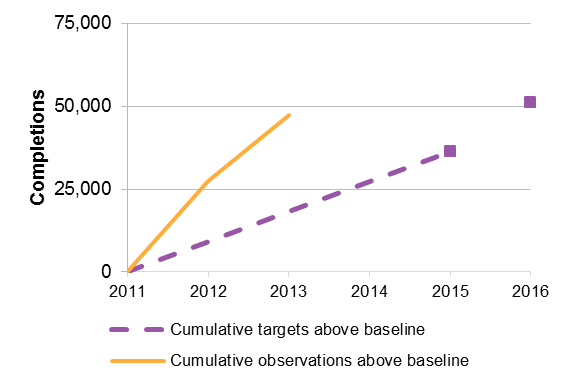 75,000
50,000
25,000
0
Completions
2011 2012 2013 2014 2015 2016
Cumulative targets above baseline
Cumulative observations above baseline